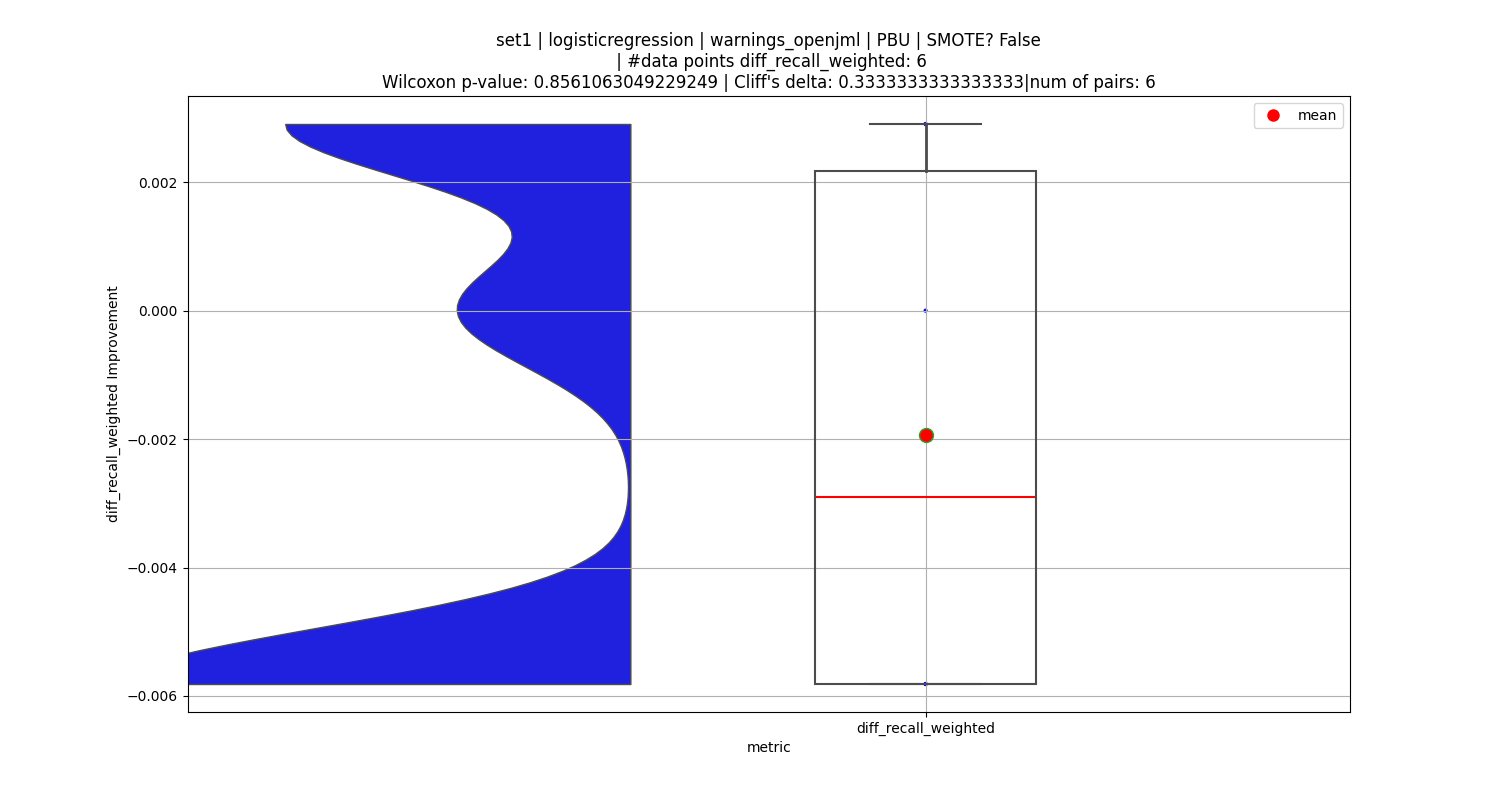 set1 | logisticregression | warnings_openjml | PBU | SMOTE? False
| #data points diff_recall_weighted: 6
Wilcoxon p-value: 0.8561063049229249 | Cliff's delta: 0.3333333333333333|num of pairs: 6
mean
0.002
0.000
−0.002
−0.004
−0.006
diff_recall_weighted Improvement
diff_recall_weighted
metric